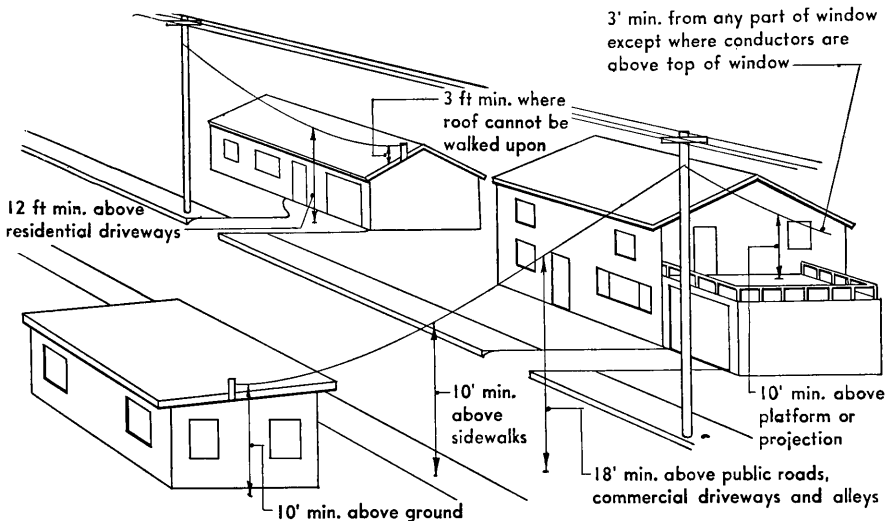 3' min. from any part of window
except where conductors are
above top of window
3 ft min. where
roof cannot be
walked upon
12 ft min. above
residential driveways
10' min.
above
sidewalks
10' min. above
platform or
projection
18' min. above public roads,
commercial driveways and alleys
10' min. above ground